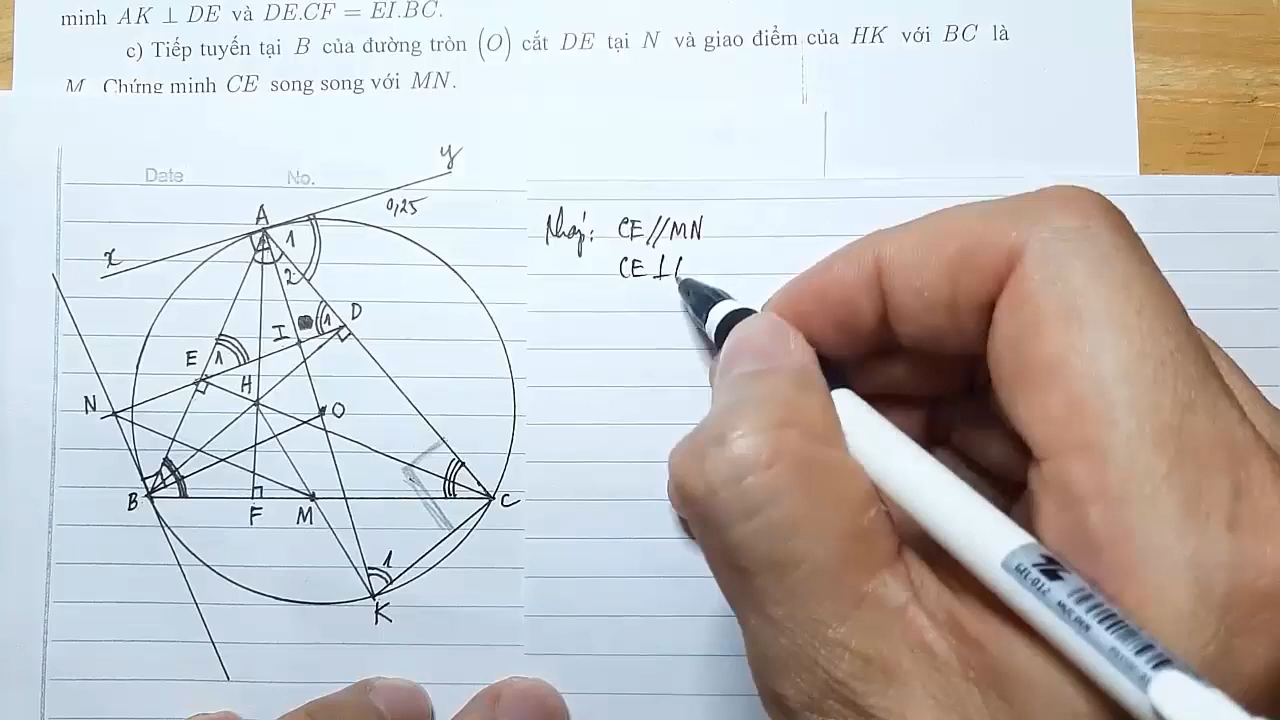 minh AK ⊥ DE và DE.CF = EI.BC.
c) Tiếp tuyến tại B của đường tròn (O) cắt DE tại N và giao điểm của HK với BC là
M Chứng minh CE song song với MN.
Date No.
y
0,25
A
1
x
2
D
I
1
E
1
H
N
O
B
F
M
C
1
K
Nháp: CE//MN
CE⊥